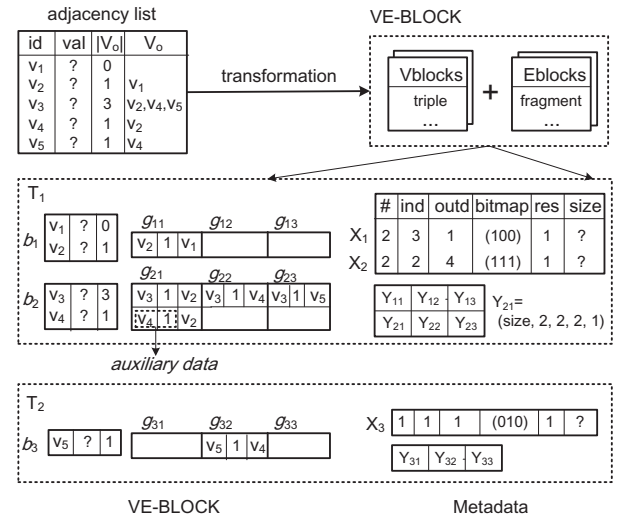 adjacency list
id val |Vo| Vo
v1 ? 0
v2 ? 1 v1
v3 ? 3 v2,v4,v5
v4 ? 1 v2
v5 ? 1 v4
transformation
VE-BLOCK
Vblocks
triple
...
+
Eblocks
fragment
...
T1
b1
v1 ? 0
v2 ? 1
g11 g12 g13
v2 1 v1
b2
v3 ? 3
v4 ? 1
g21 g22 g23
v3 1 v2 v3 1 v4 v3 1 v5
v4 1 v2
auxiliary data
# ind outd bitmap res size
X1 2 3 1 (100) 1 ?
X2 2 2 4 (111) 1 ?
Y11 Y12 Y13
Y21 Y22 Y23
Y21=
(size, 2, 2, 2, 1)
T2
b3 v5 ? 1
g31 g32 g33
v5 1 v4
X3 1 1 1 (010) 1 ?
Y31 Y32 Y33
VE-BLOCK
Metadata